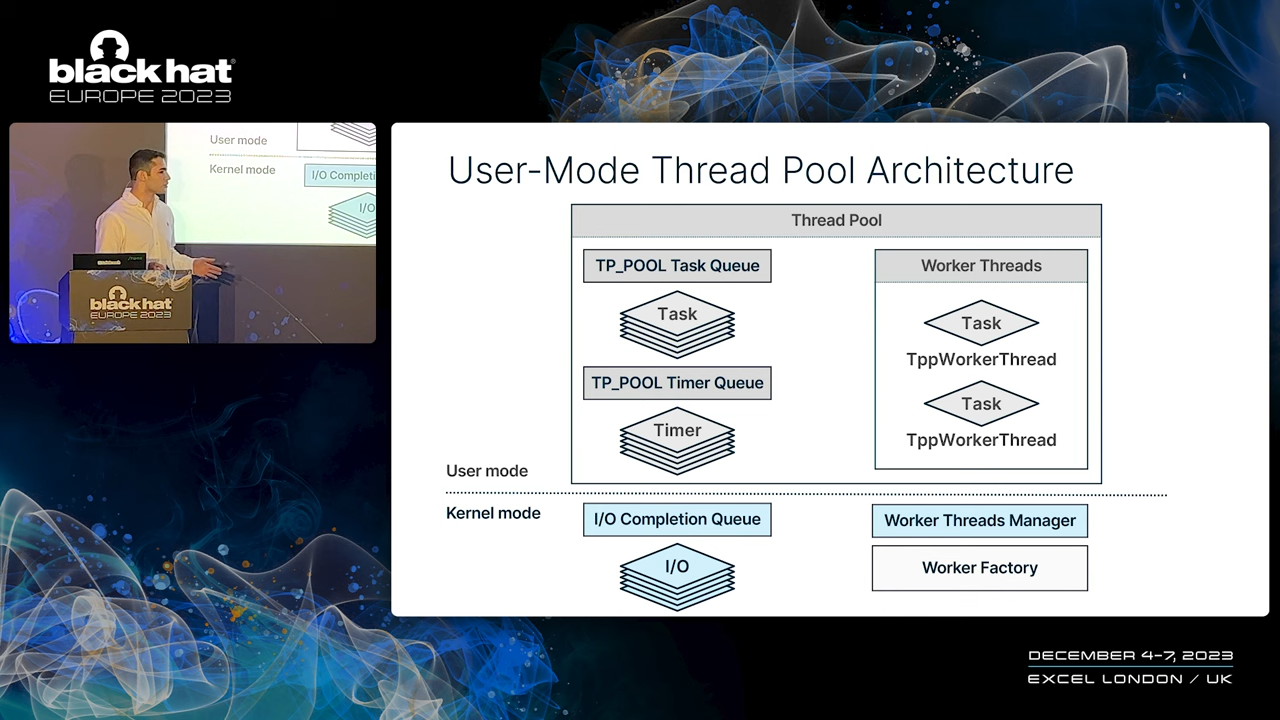 black hat
EUROPE 2023
User mode
Kernel mode
I/O Completi
I/O
black hat
EUROPE 2023
User-Mode Thread Pool Architecture
Thread Pool
TP_POOL Task Queue
Task
TP_POOL Timer Queue
Timer
Worker Threads
Task
TppWorkerThread
Task
TppWorkerThread
User mode
Kernel mode
I/O Completion Queue
I/O
Worker Threads Manager
Worker Factory
DECEMBER 4-7, 2023
EXCEL LONDON / UK